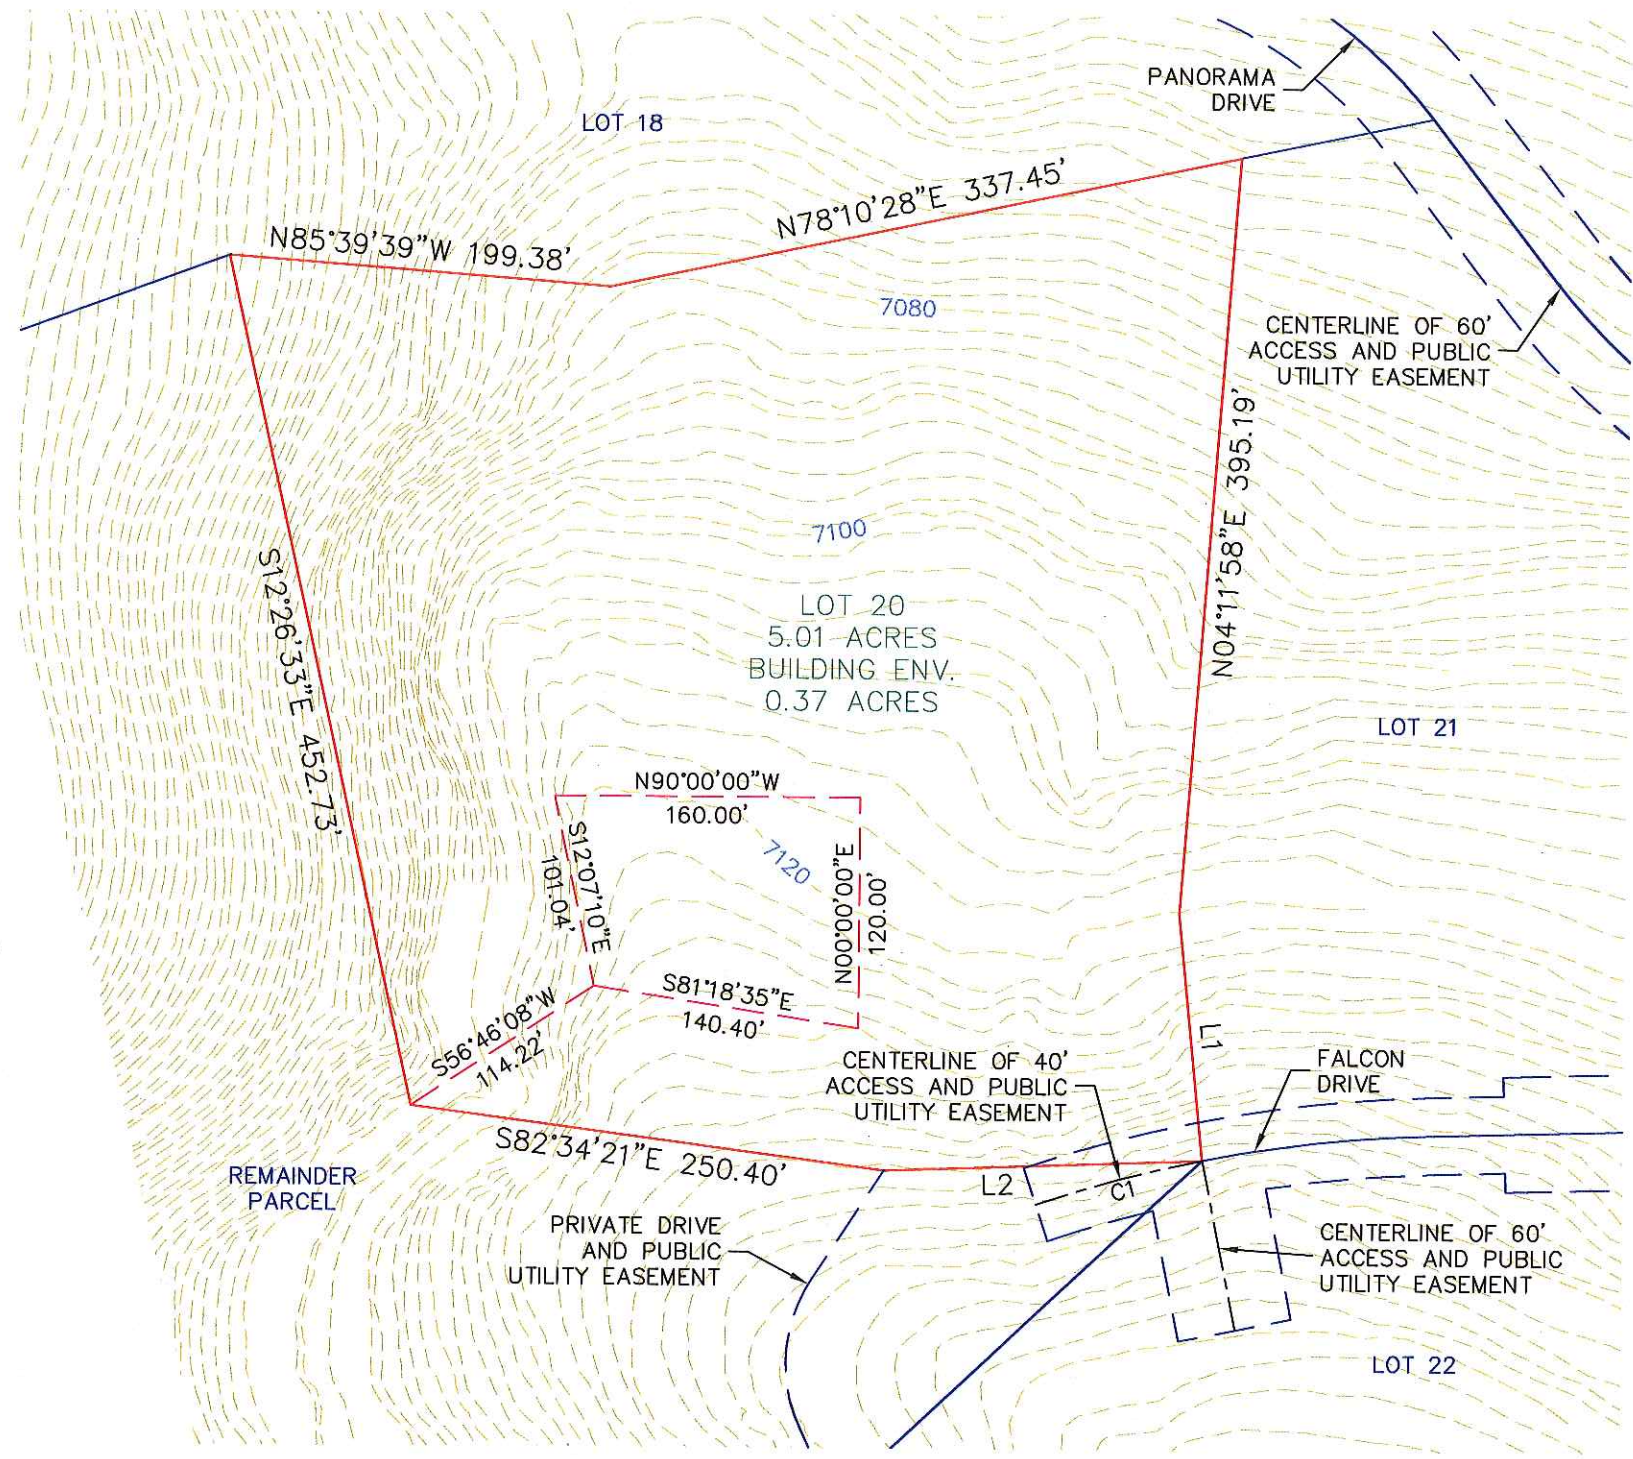 PANORAMA
DRIVE
LOT 18
N78°10'28"E 337.45'
N85°39'39"W 199.38'
7080
CENTERLINE OF 60'
ACCESS AND PUBLIC
UTILITY EASEMENT
N04°11'58"E 395.19'
7100
S12°26'33"E 452.73'
LOT 20
5.01 ACRES
BUILDING ENV.
0.37 ACRES
LOT 21
N90°00'00"W
160.00'
S12°07'10"E
101.04'
7120
N00°00'00"E
120.00'
S81°18'35"E
140.40'
S56°46'08"W
114.22'
L1
CENTERLINE OF 40'
ACCESS AND PUBLIC
UTILITY EASEMENT
FALCON
DRIVE
S82°34'21"E 250.40'
REMAINDER
PARCEL
L2
C1
PRIVATE DRIVE
AND PUBLIC
UTILITY EASEMENT
CENTERLINE OF 60'
ACCESS AND PUBLIC
UTILITY EASEMENT
LOT 22